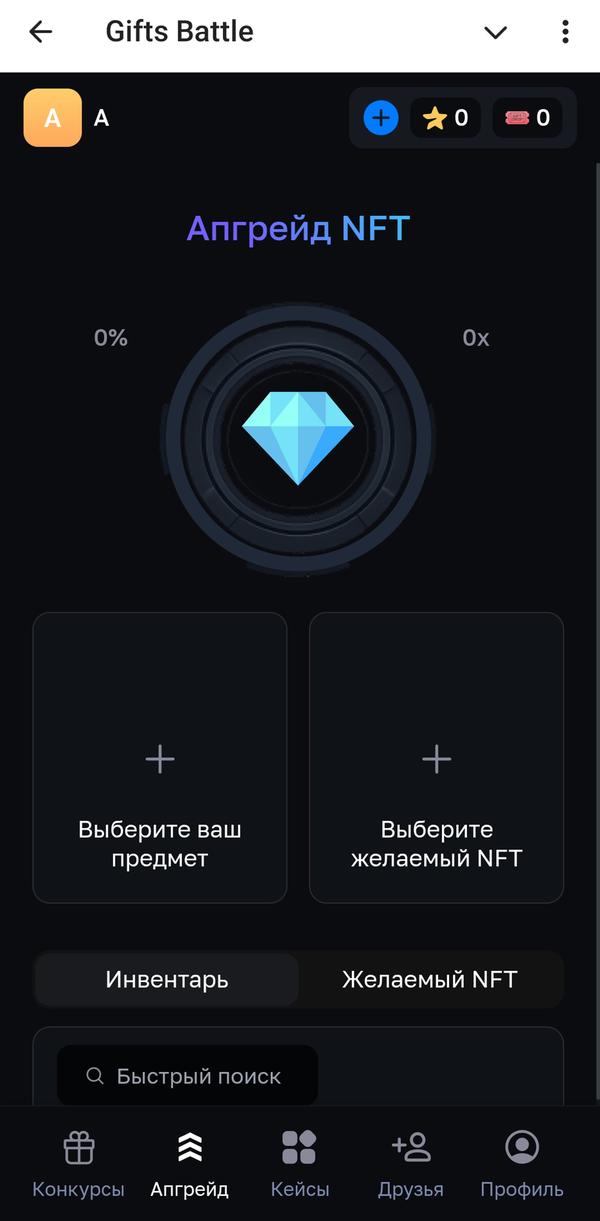 Gifts Battle
A
A
0
0
Апгрейд NFT
0%
0x
Выберите ваш
предмет
Выберите
желаемый NFT
Инвентарь
Желаемый NFT
Быстрый поиск
Конкурсы
Апгрейд
Кейсы
Друзья
Профиль